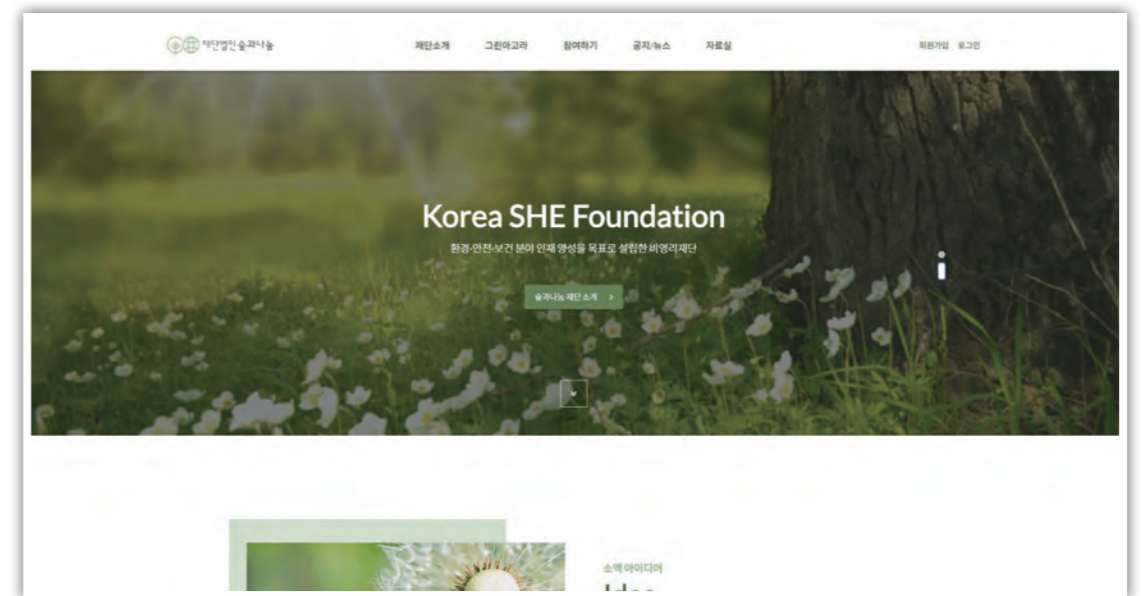 재단법인 숲과나눔
재단소개 그린아고라 참여하기 공지/뉴스 자료실
회원가입 로그인
Korea SHE Foundation
환경·안전·보건 분야 인재 양성을 목표로 설립한 비영리재단
숲과나눔 재단 소개 >
소액 아이디어
Idea